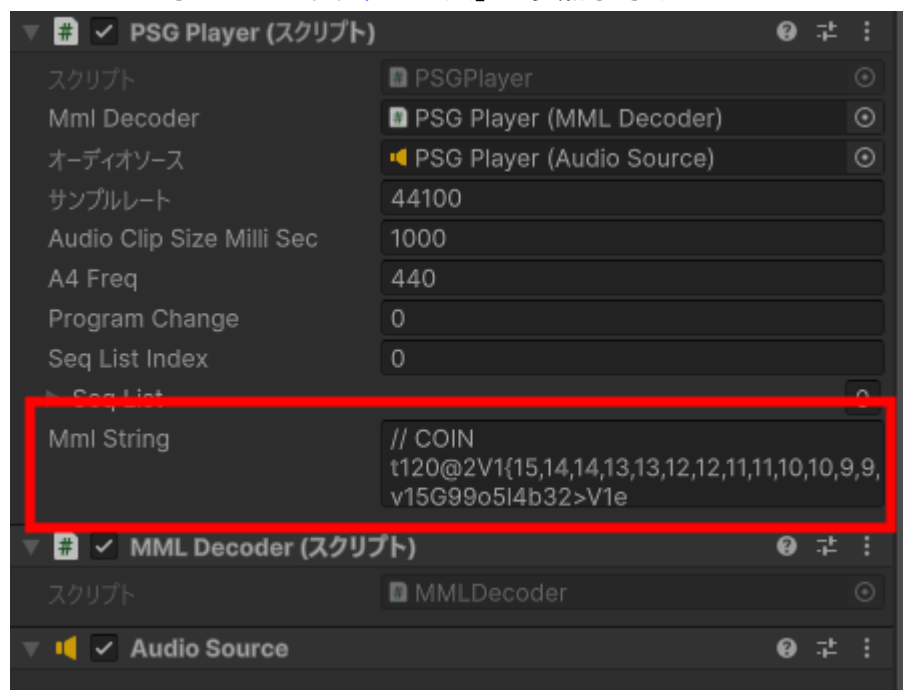 PSG Player (スクリプト)
スクリプト PSGPlayer
Mml Decoder PSG Player (MML Decoder)
オーディオソース PSG Player (Audio Source)
サンプルレート 44100
Audio Clip Size Milli Sec 1000
A4 Freq 440
Program Change 0
Seq List Index 0
Seq List 0
Mml String // COIN
t120@2V1{15,14,14,13,13,12,12,11,11,10,10,9,9,
v15G99o5l4b32>V1e
MML Decoder (スクリプト)
スクリプト MMLDecoder
Audio Source